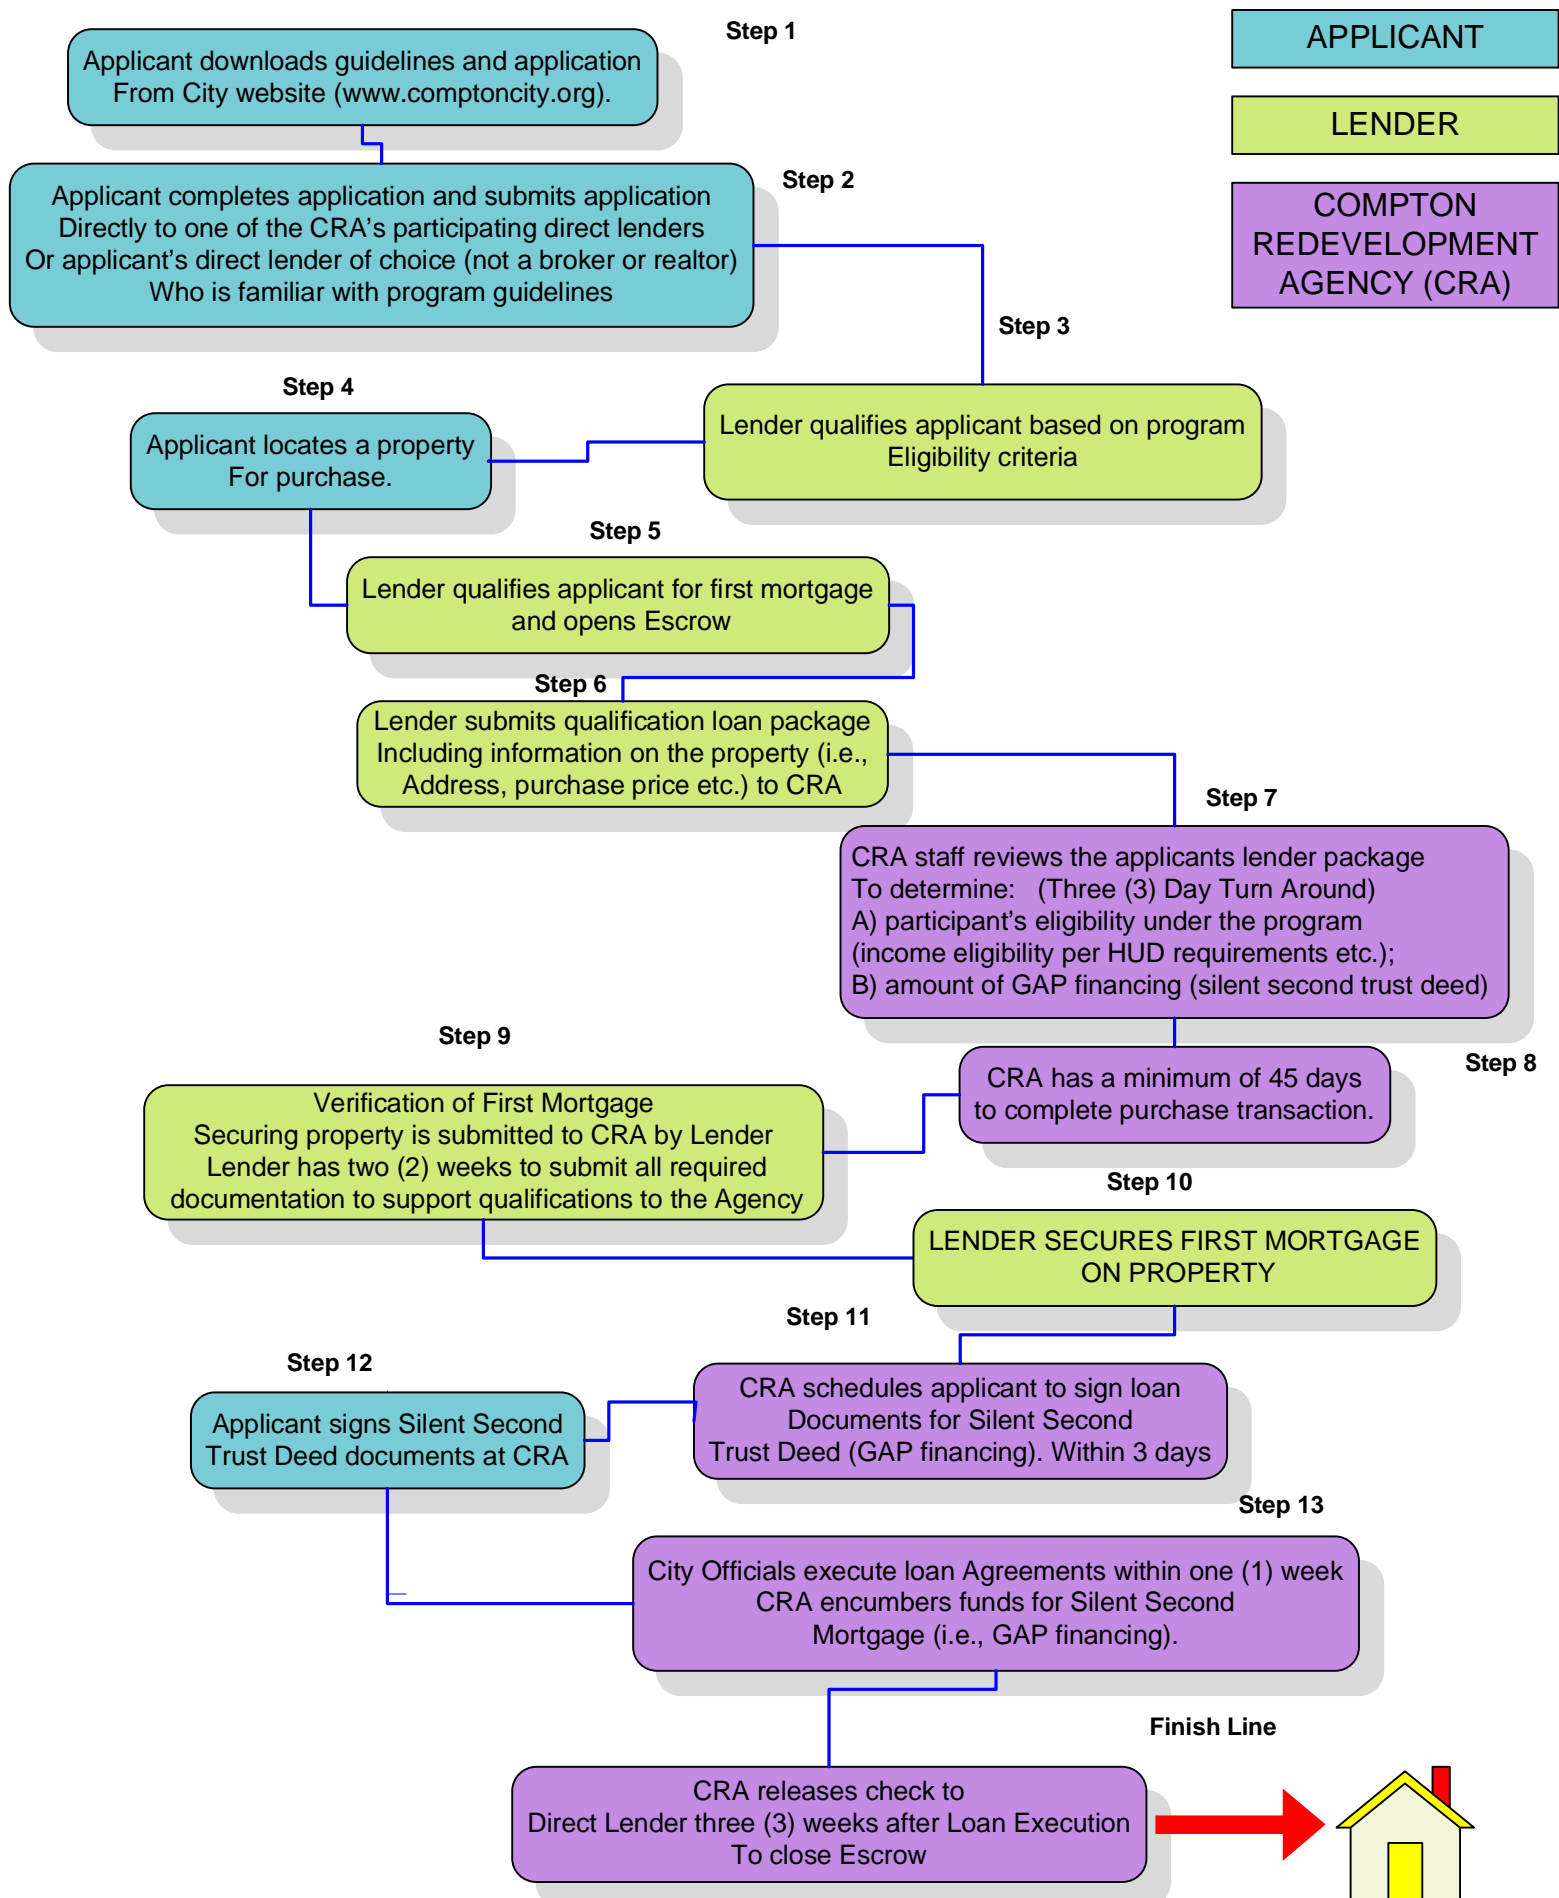 Step 1
Applicant downloads guidelines and application
From City website (www.comptoncity.org).
APPLICANT
LENDER
COMPTON
REDEVELOPMENT
AGENCY (CRA)
Step 2
Applicant completes application and submits application
Directly to one of the CRA's participating direct lenders
Or applicant's direct lender of choice (not a broker or realtor)
Who is familiar with program guidelines
Step 3
Lender qualifies applicant based on program
Eligibility criteria
Step 4
Applicant locates a property
For purchase.
Step 5
Lender qualifies applicant for first mortgage
and opens Escrow
Step 6
Lender submits qualification loan package
Including information on the property (i.e.,
Address, purchase price etc.) to CRA
Step 7
CRA staff reviews the applicants lender package
To determine: (Three (3) Day Turn Around)
A) participant's eligibility under the program
(income eligibility per HUD requirements etc.);
B) amount of GAP financing (silent second trust deed)
Step 8
CRA has a minimum of 45 days
to complete purchase transaction.
Step 9
Verification of First Mortgage
Securing property is submitted to CRA by Lender
Lender has two (2) weeks to submit all required
documentation to support qualifications to the Agency
Step 10
LENDER SECURES FIRST MORTGAGE
ON PROPERTY
Step 11
CRA schedules applicant to sign loan
Documents for Silent Second
Trust Deed (GAP financing). Within 3 days
Step 12
Applicant signs Silent Second
Trust Deed documents at CRA
Step 13
City Officials execute loan Agreements within one (1) week
CRA encumbers funds for Silent Second
Mortgage (i.e., GAP financing).
Finish Line
CRA releases check to
Direct Lender three (3) weeks after Loan Execution
To close Escrow